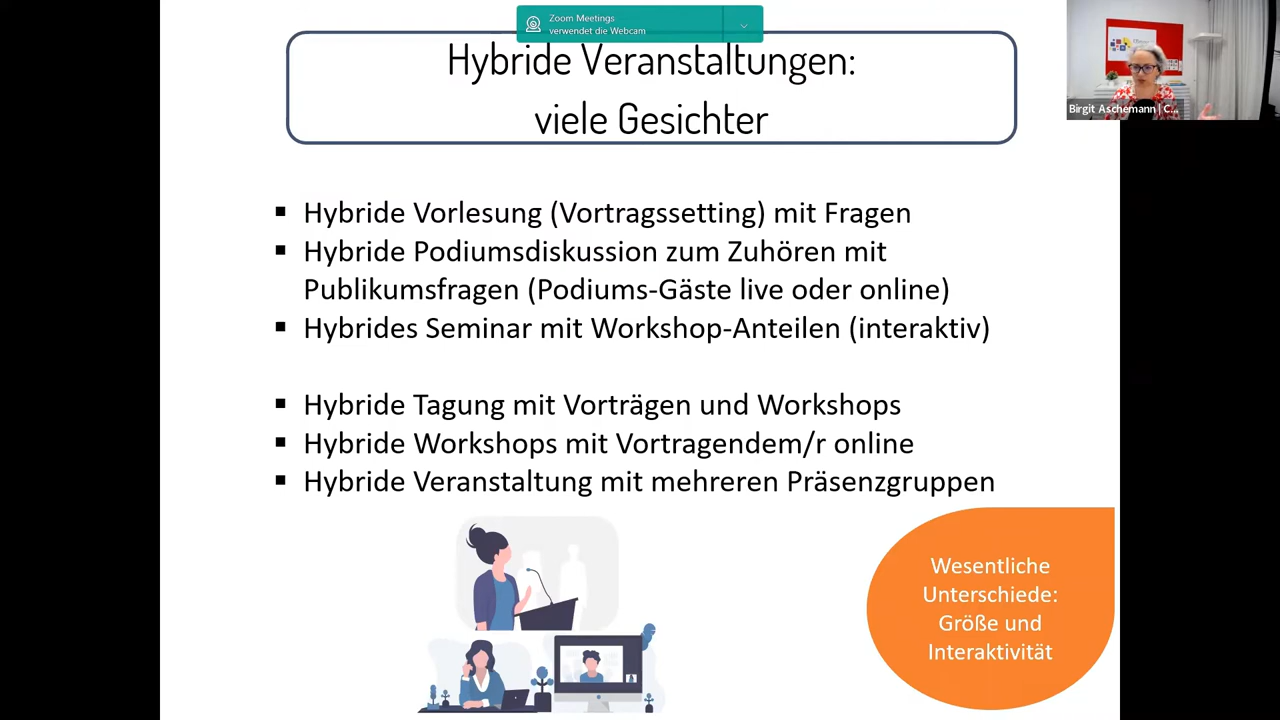 Zoom Meetings
verwendet die Webcam
Hybride Veranstaltungen:
viele Gesichter
Birgit Aschemann | C...
▪ Hybride Vorlesung (Vortragssetting) mit Fragen
▪ Hybride Podiumsdiskussion zum Zuhören mit
Publikumsfragen (Podiums-Gäste live oder online)
▪ Hybrides Seminar mit Workshop-Anteilen (interaktiv)
▪ Hybride Tagung mit Vorträgen und Workshops
▪ Hybride Workshops mit Vortragendem/r online
▪ Hybride Veranstaltung mit mehreren Präsenzgruppen
Wesentliche
Unterschiede:
Größe und
Interaktivität